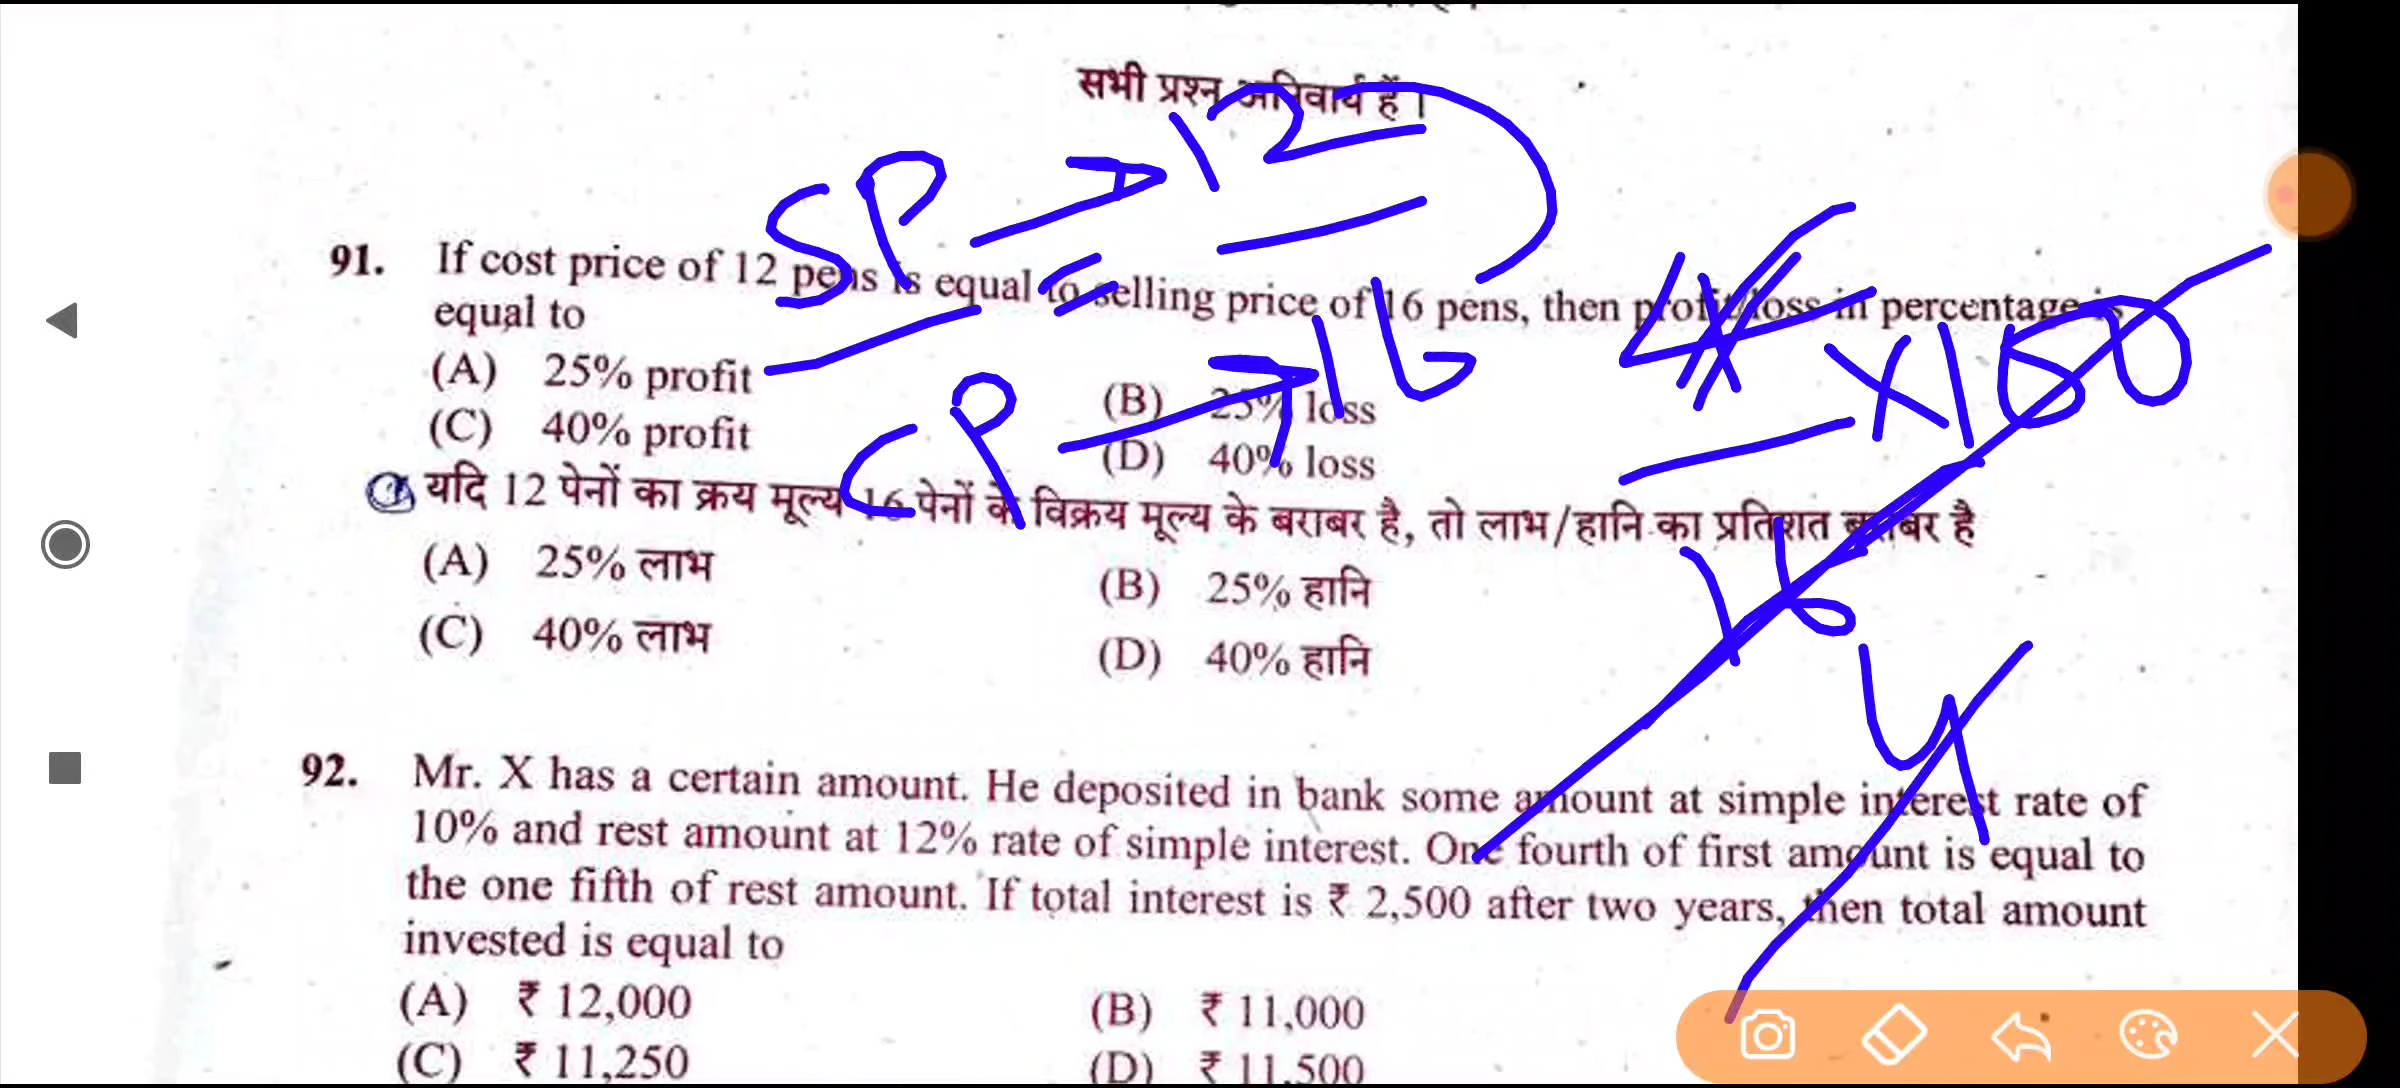 सभी प्रश्न अनिवार्य हैं ।
SP → 12
91. If cost price of 12 pens is equal to selling price of 16 pens, then profit/loss in percentage is
equal to
(A) 25% profit
(B) 25% loss
(C) 40% profit
(D) 40% loss
CP → 16
4
×100
16
4
यदि 12 पेनों का क्रय मूल्य 16 पेनों के विक्रय मूल्य के बराबर है, तो लाभ/हानि का प्रतिशत बराबर है
(A) 25% लाभ
(B) 25% हानि
(C) 40% लाभ
(D) 40% हानि
92. Mr. X has a certain amount. He deposited in bank some amount at simple interest rate of
10% and rest amount at 12% rate of simple interest. One fourth of first amount is equal to
the one fifth of rest amount. If total interest is ₹ 2,500 after two years, then total amount
invested is equal to
(A) ₹ 12,000
(B) ₹ 11,000
(C) ₹ 11,250
(D) ₹ 11,500